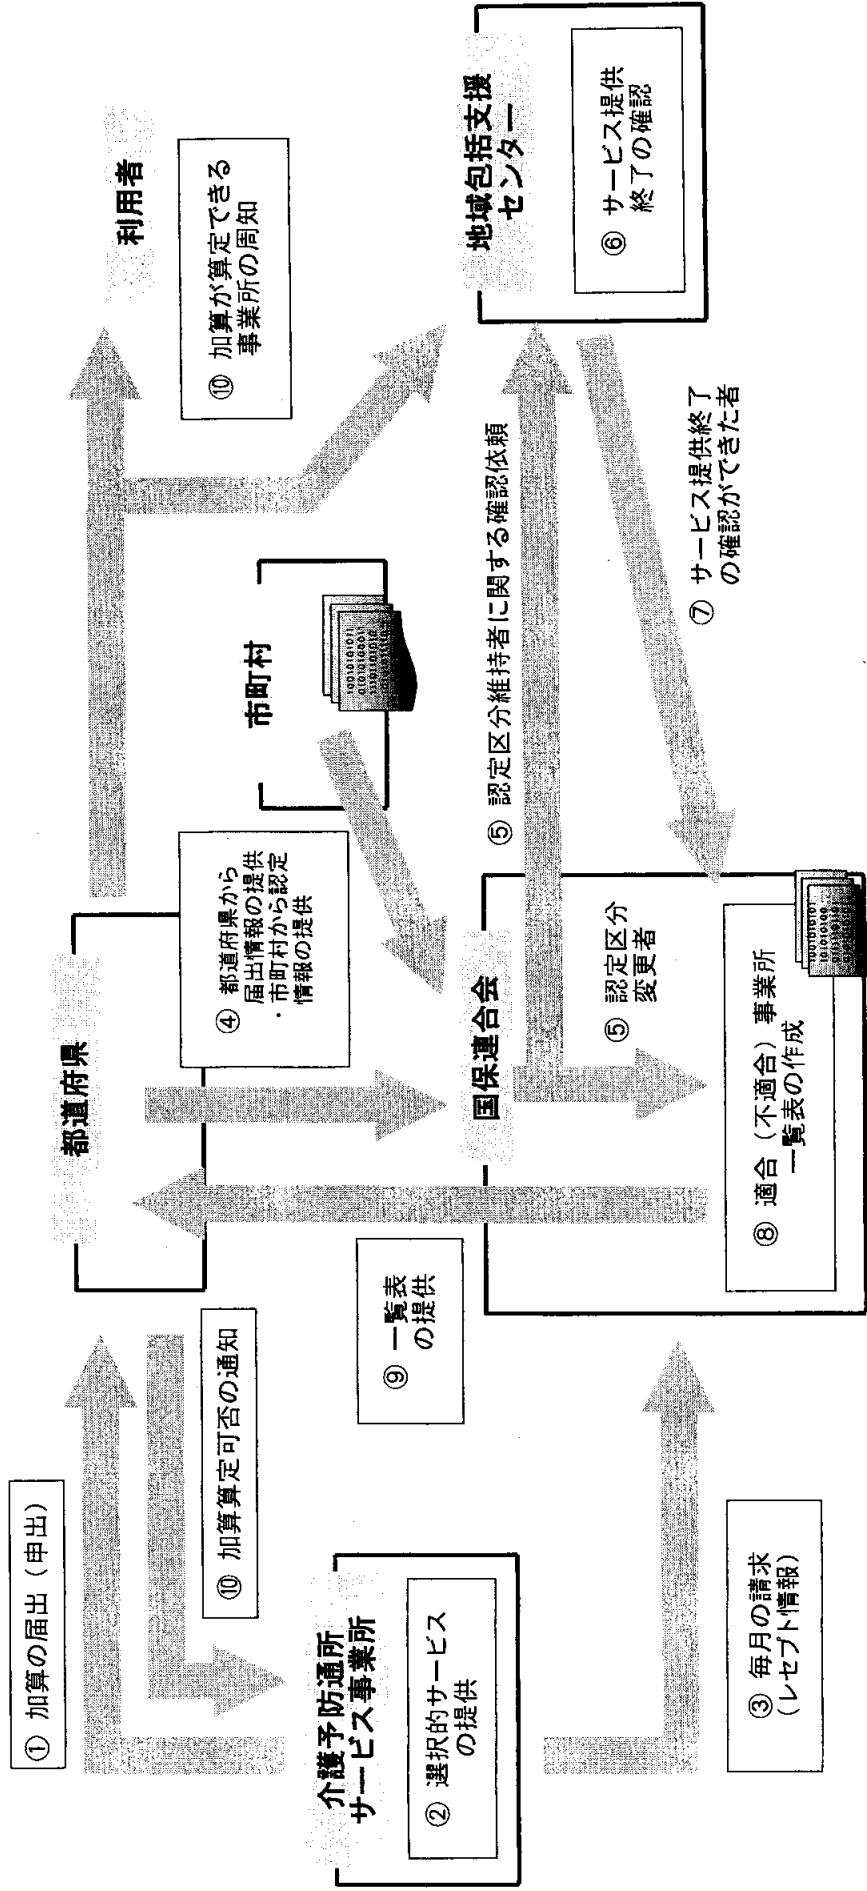 ① 加算の届出（申出）
⑩ 加算算定可否の通知
介護予防通所
サービス事業所
② 選択的サービス
の提供
③ 毎月の請求
（レセプト情報）
都道府県
④ 都道府県から
届出情報の提供
・市町村から認定
情報の提供
⑨ 一覧表
の提供
国保連合会
⑤ 認定区分
変更者
⑧ 適合（不適合）事業所
一覧表の作成
市町村
⑤ 認定区分維持者に関する確認依頼
⑦ サービス提供終了
の確認ができた者
利用者
⑩ 加算が算定できる
事業所の周知
地域包括支援
センター
⑥ サービス提供
終了の確認